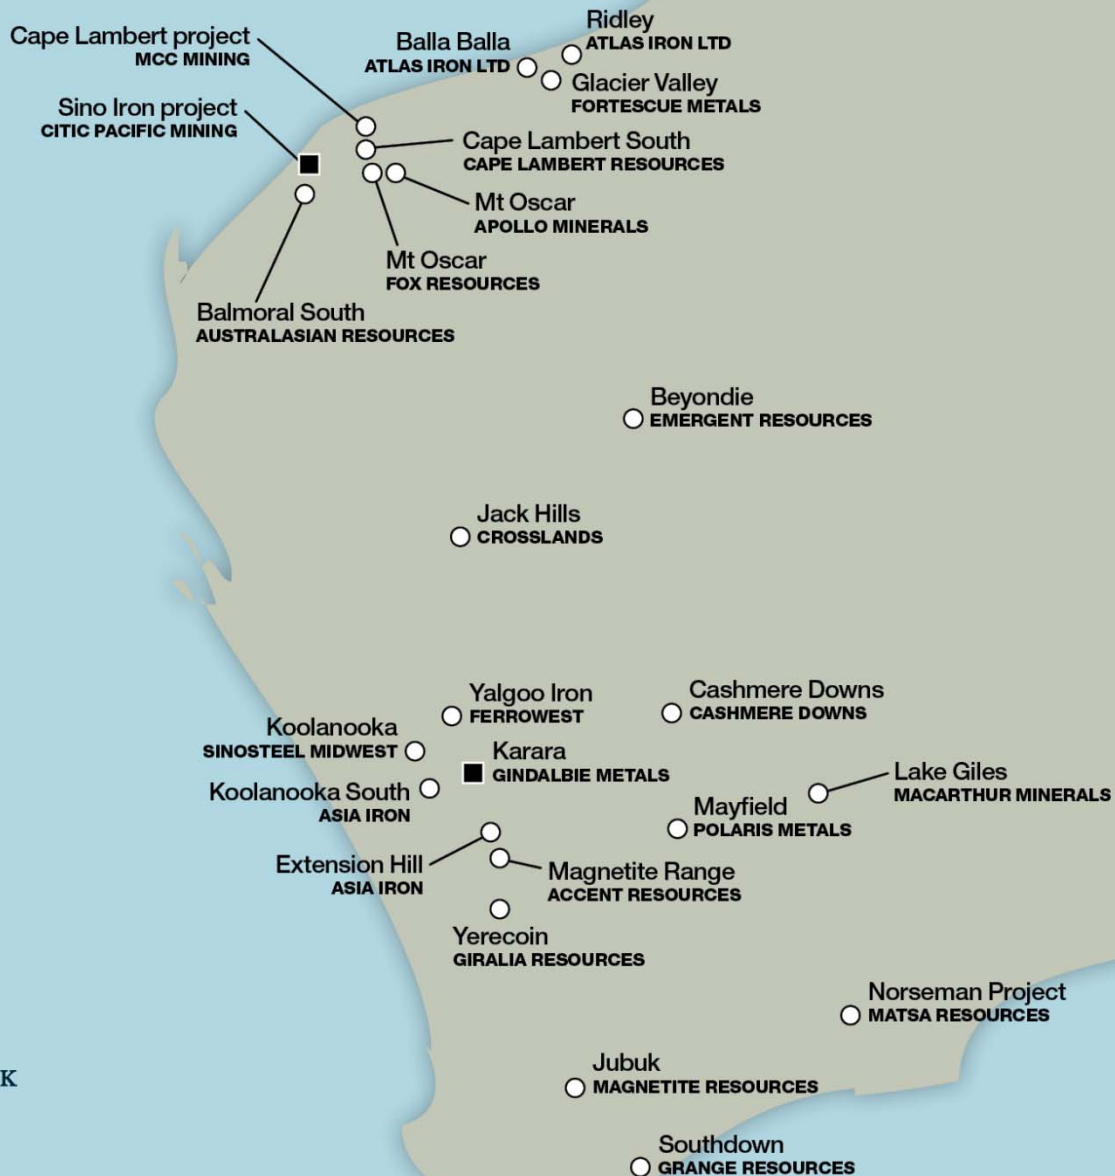 Cape Lambert project
MCC MINING
Balla Balla
ATLAS IRON LTD
Ridley
ATLAS IRON LTD
Glacier Valley
FORTESCUE METALS
Sino Iron project
CITIC PACIFIC MINING
Cape Lambert South
CAPE LAMBERT RESOURCES
Mt Oscar
APOLLO MINERALS
Mt Oscar
FOX RESOURCES
Balmoral South
AUSTRALASIAN RESOURCES
Beyondie
EMERGENT RESOURCES
Jack Hills
CROSSLANDS
Yalgoo Iron
FERROWEST
Cashmere Downs
CASHMERE DOWNS
Koolanooka
SINOSTEEL MIDWEST
Karara
GINDALBIE METALS
Lake Giles
MACARTHUR MINERALS
Koolanooka South
ASIA IRON
Mayfield
POLARIS METALS
Extension Hill
ASIA IRON
Magnetite Range
ACCENT RESOURCES
Yerecoin
GIRALIA RESOURCES
Norseman Project
MATSA RESOURCES
Jubuk
MAGNETITE RESOURCES
K
Southdown
GRANGE RESOURCES